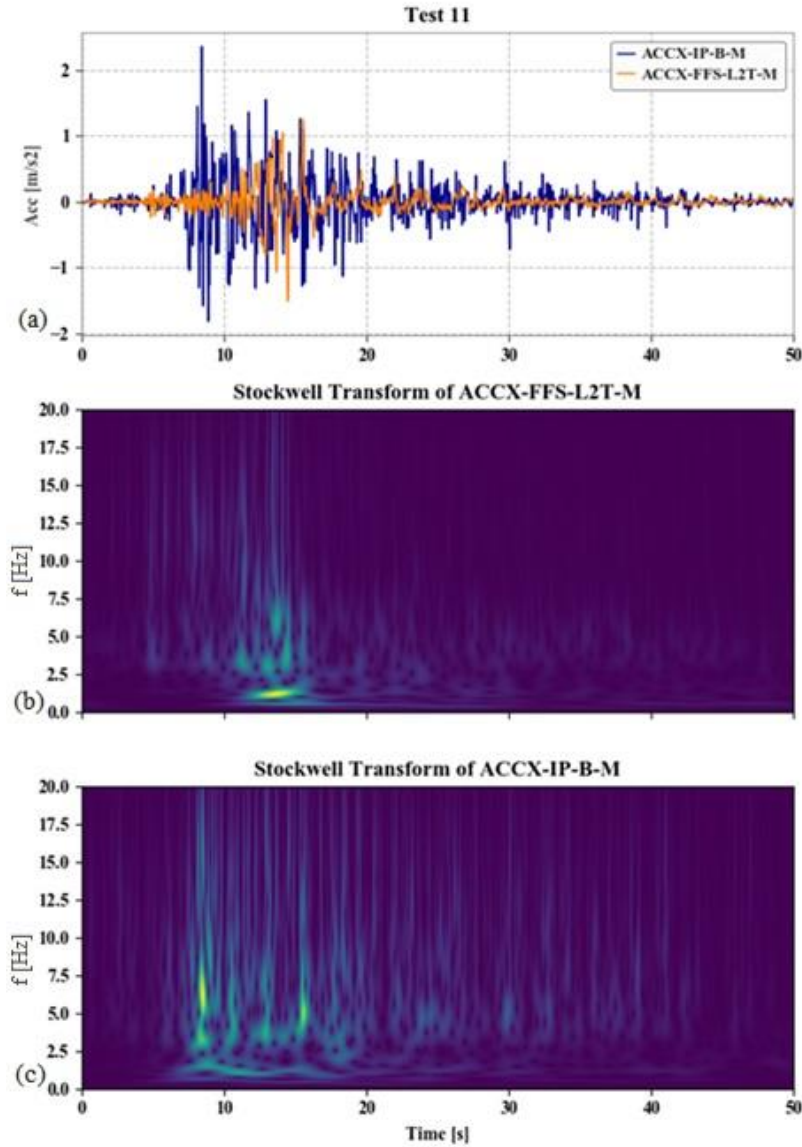 Test 11
ACCX-IP-B-M
ACCX-FFS-L2T-M
Acc [m/s2]
2
1
0
−1
−2
(a)
0 10 20 30 40 50
Stockwell Transform of ACCX-FFS-L2T-M
f [Hz]
20.0
17.5
15.0
12.5
10.0
7.5
5.0
2.5
0.0
(b)
Stockwell Transform of ACCX-IP-B-M
f [Hz]
20.0
17.5
15.0
12.5
10.0
7.5
5.0
2.5
0.0
(c)
0 10 20 30 40 50
Time [s]